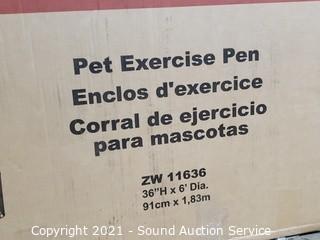 Pet Exercise Pen
Enclos d'exercice
Corral de ejercicio
para mascotas
ZW 11636
36"H x 6' Dia.
91cm x 1,83m
Copyright 2021 - Sound Auction Service